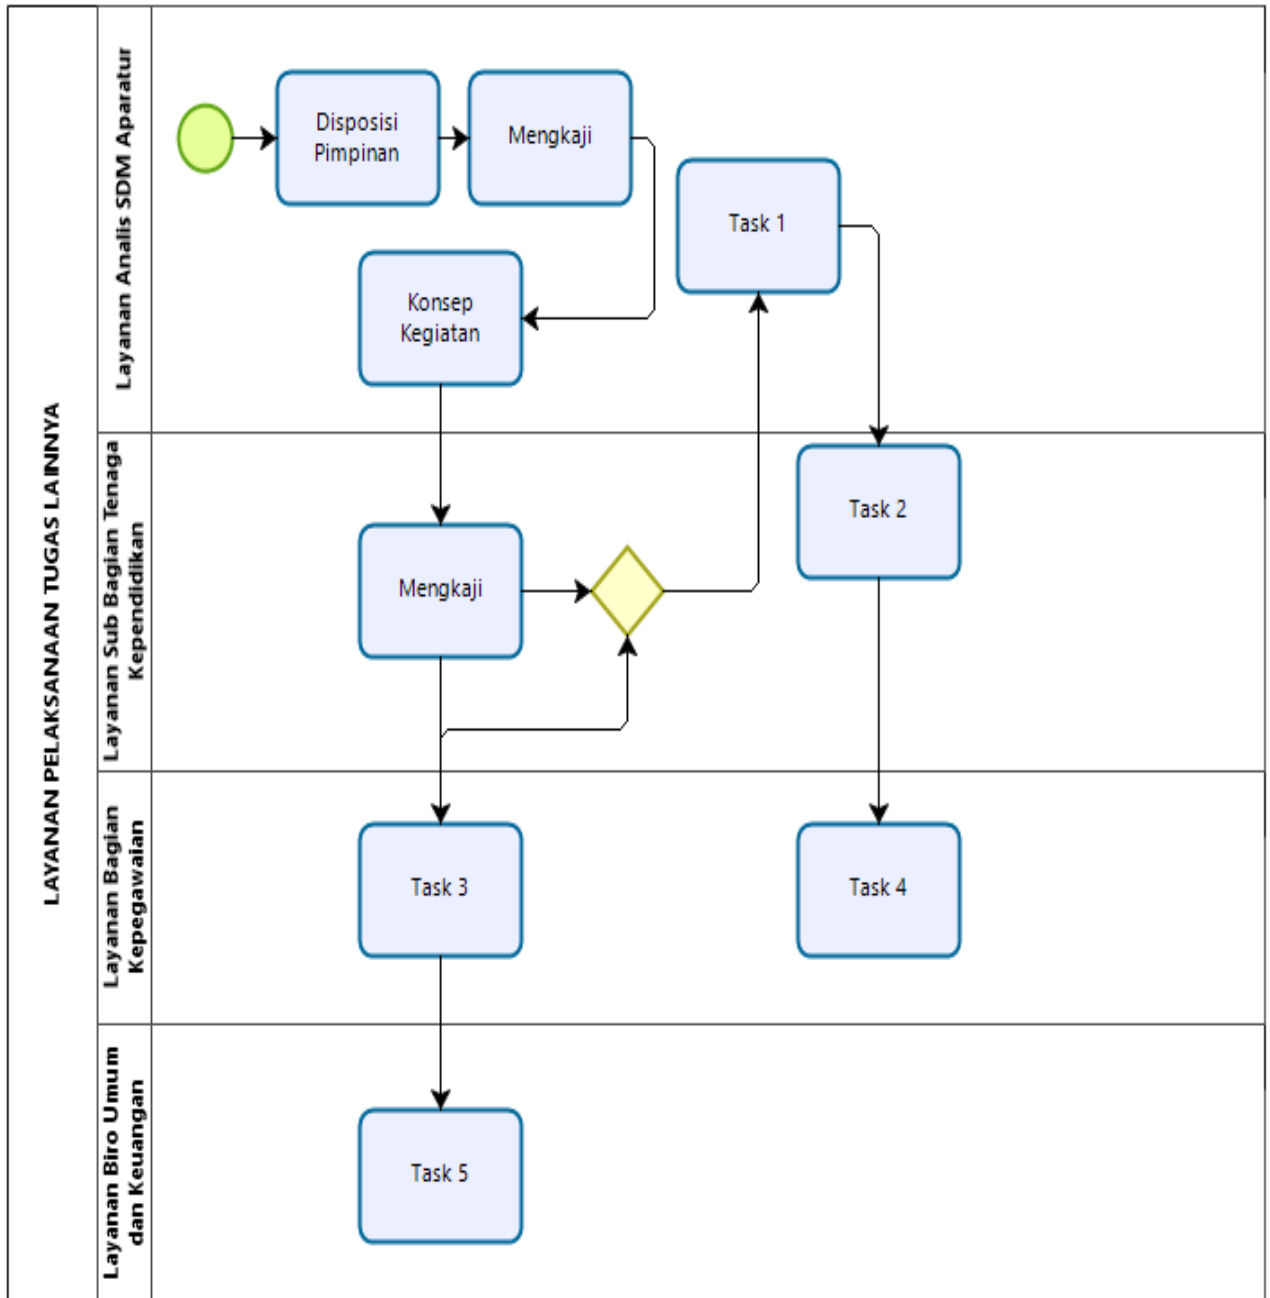 LAYANAN PELAKSANAAN TUGAS LAINNYA
Layanan Analis SDM Aparatur
Disposisi
Pimpinan
Mengkaji
Task 1
Konsep
Kegiatan
Layanan Sub Bagian Tenaga
Kependidikan
Task 2
Mengkaji
Layanan Bagian
Kepegawaian
Task 3
Task 4
Layanan Biro Umum
dan Keuangan
Task 5